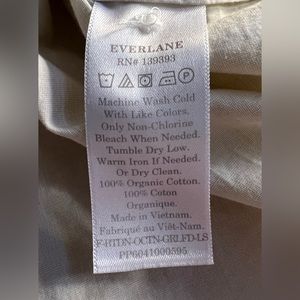 EVERLANE
RN# 139393
Machine Wash Cold
With Like Colors.
Only Non-Chlorine
Bleach When Needed.
Tumble Dry Low.
Warm Iron If Needed
Or Dry Clean.
100% Organic Cotton.
100% Coton
Organique.
Made in Vietnam.
Fabriqué au Viêt-Nam.
F-BTDN-OCTN-GRLFD-LS
PP6041000595